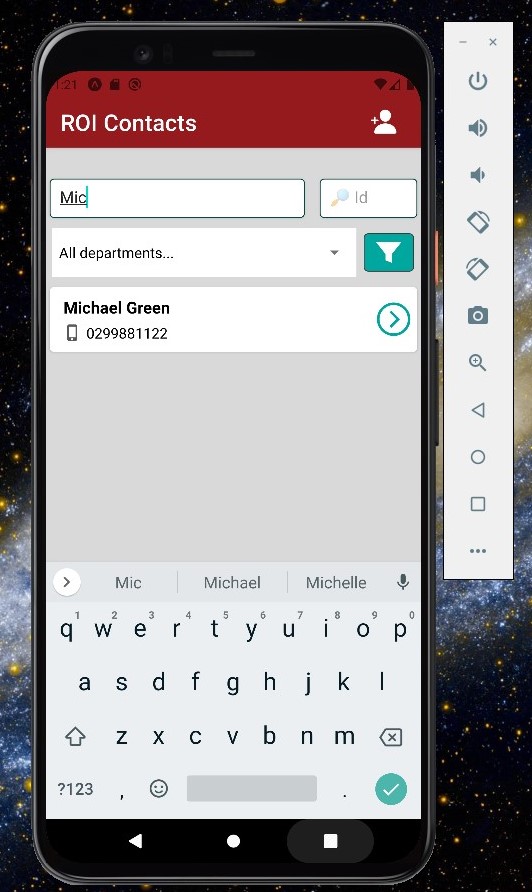 1:21
ROI Contacts
Mic
Id
All departments...
Michael Green
0299881122
Mic Michael Michelle
1 2 3 4 5 6 7 8 9 0
q w e r t y u i o p
a s d f g h j k l
z x c v b n m
?123 , .